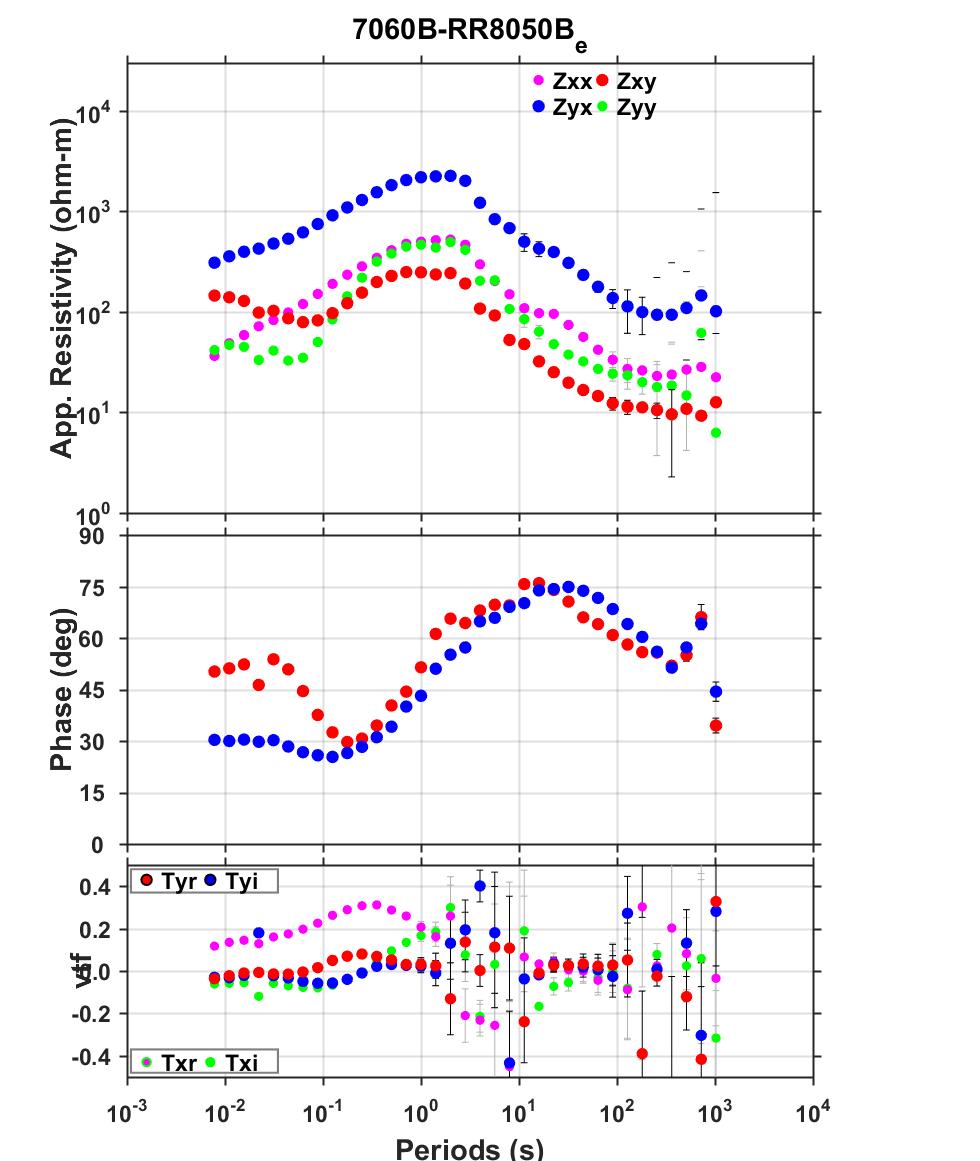 7060B-RR8050Be
Zxx Zxy
Zyx Zyy
App. Resistivity (ohm-m)
10^4
10^3
10^2
10^1
10^0
Phase (deg)
90
75
60
45
30
15
0
Tyr Tyi
vtf
0.4
0.2
0.0
-0.2
-0.4
Txr Txi
10^-3 10^-2 10^-1 10^0 10^1 10^2 10^3 10^4
Periods (s)